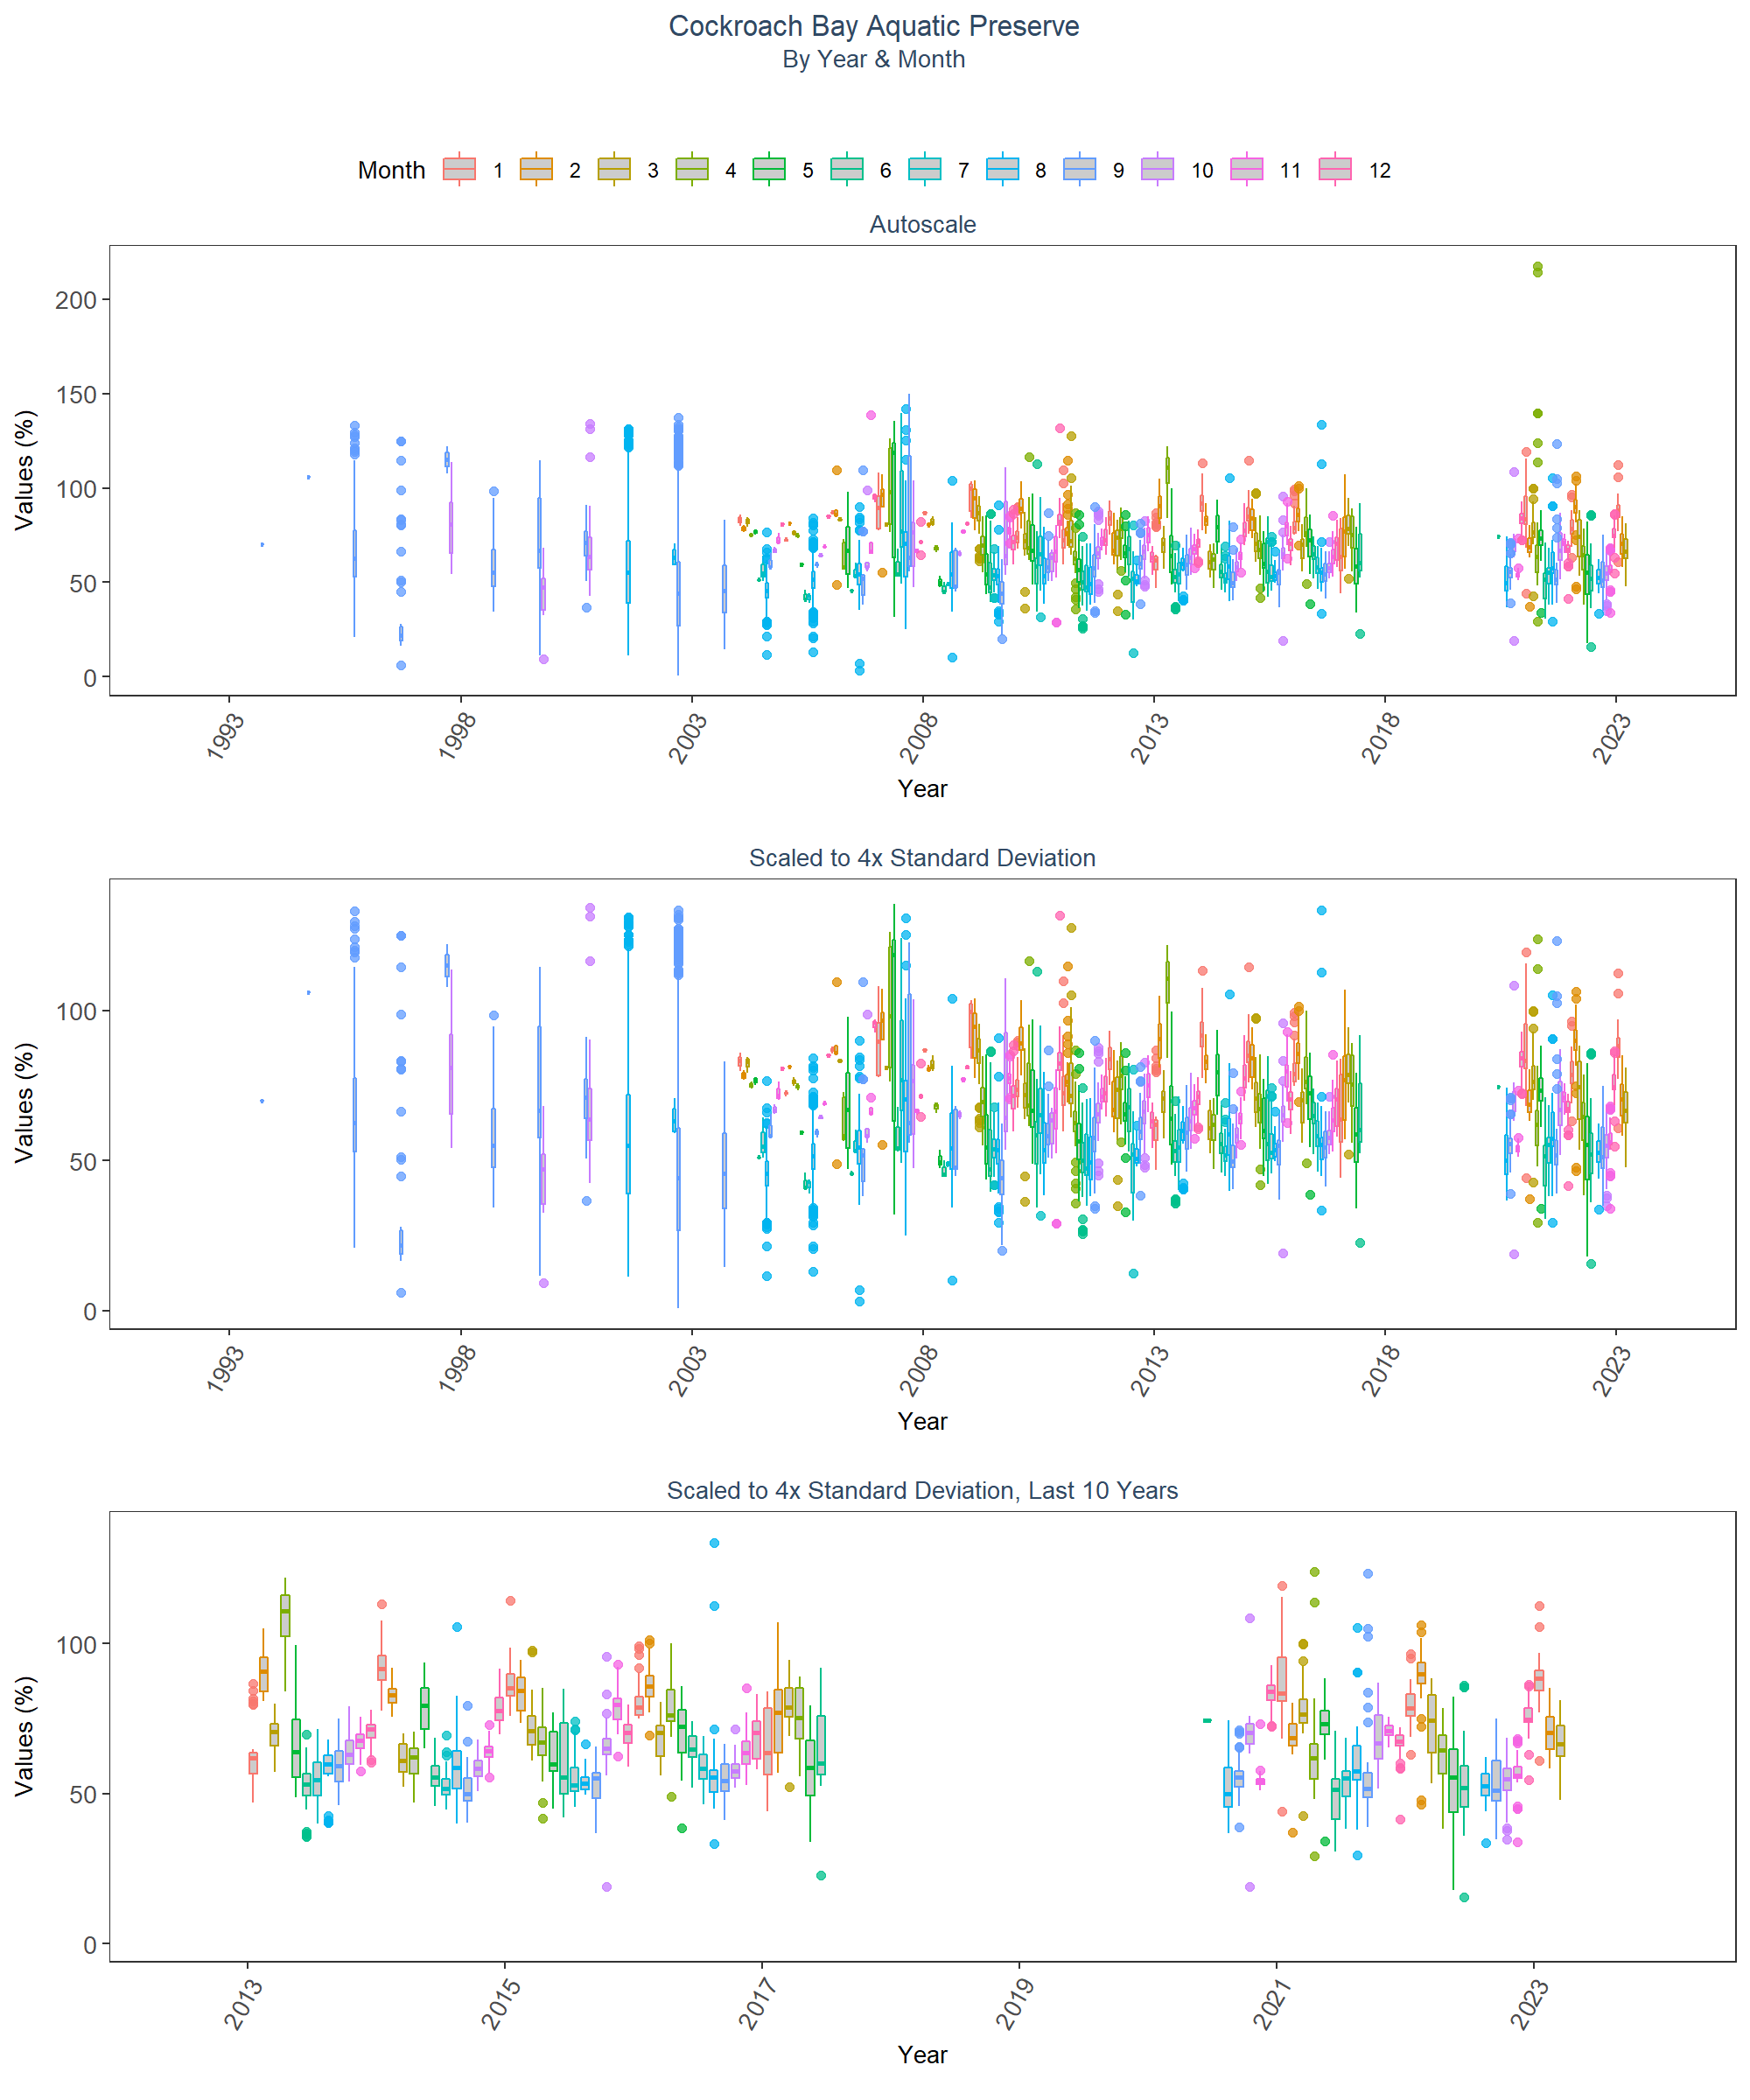 Cockroach Bay Aquatic Preserve
By Year & Month
Month 1 2 3 4 5 6 7 8 9 10 11 12
Autoscale
Values (%)
200
150
100
50
0
1993 1998 2003 2008 2013 2018 2023
Year
Scaled to 4x Standard Deviation
Values (%)
100
50
0
1993 1998 2003 2008 2013 2018 2023
Year
Scaled to 4x Standard Deviation, Last 10 Years
Values (%)
100
50
0
2013 2015 2017 2019 2021 2023
Year